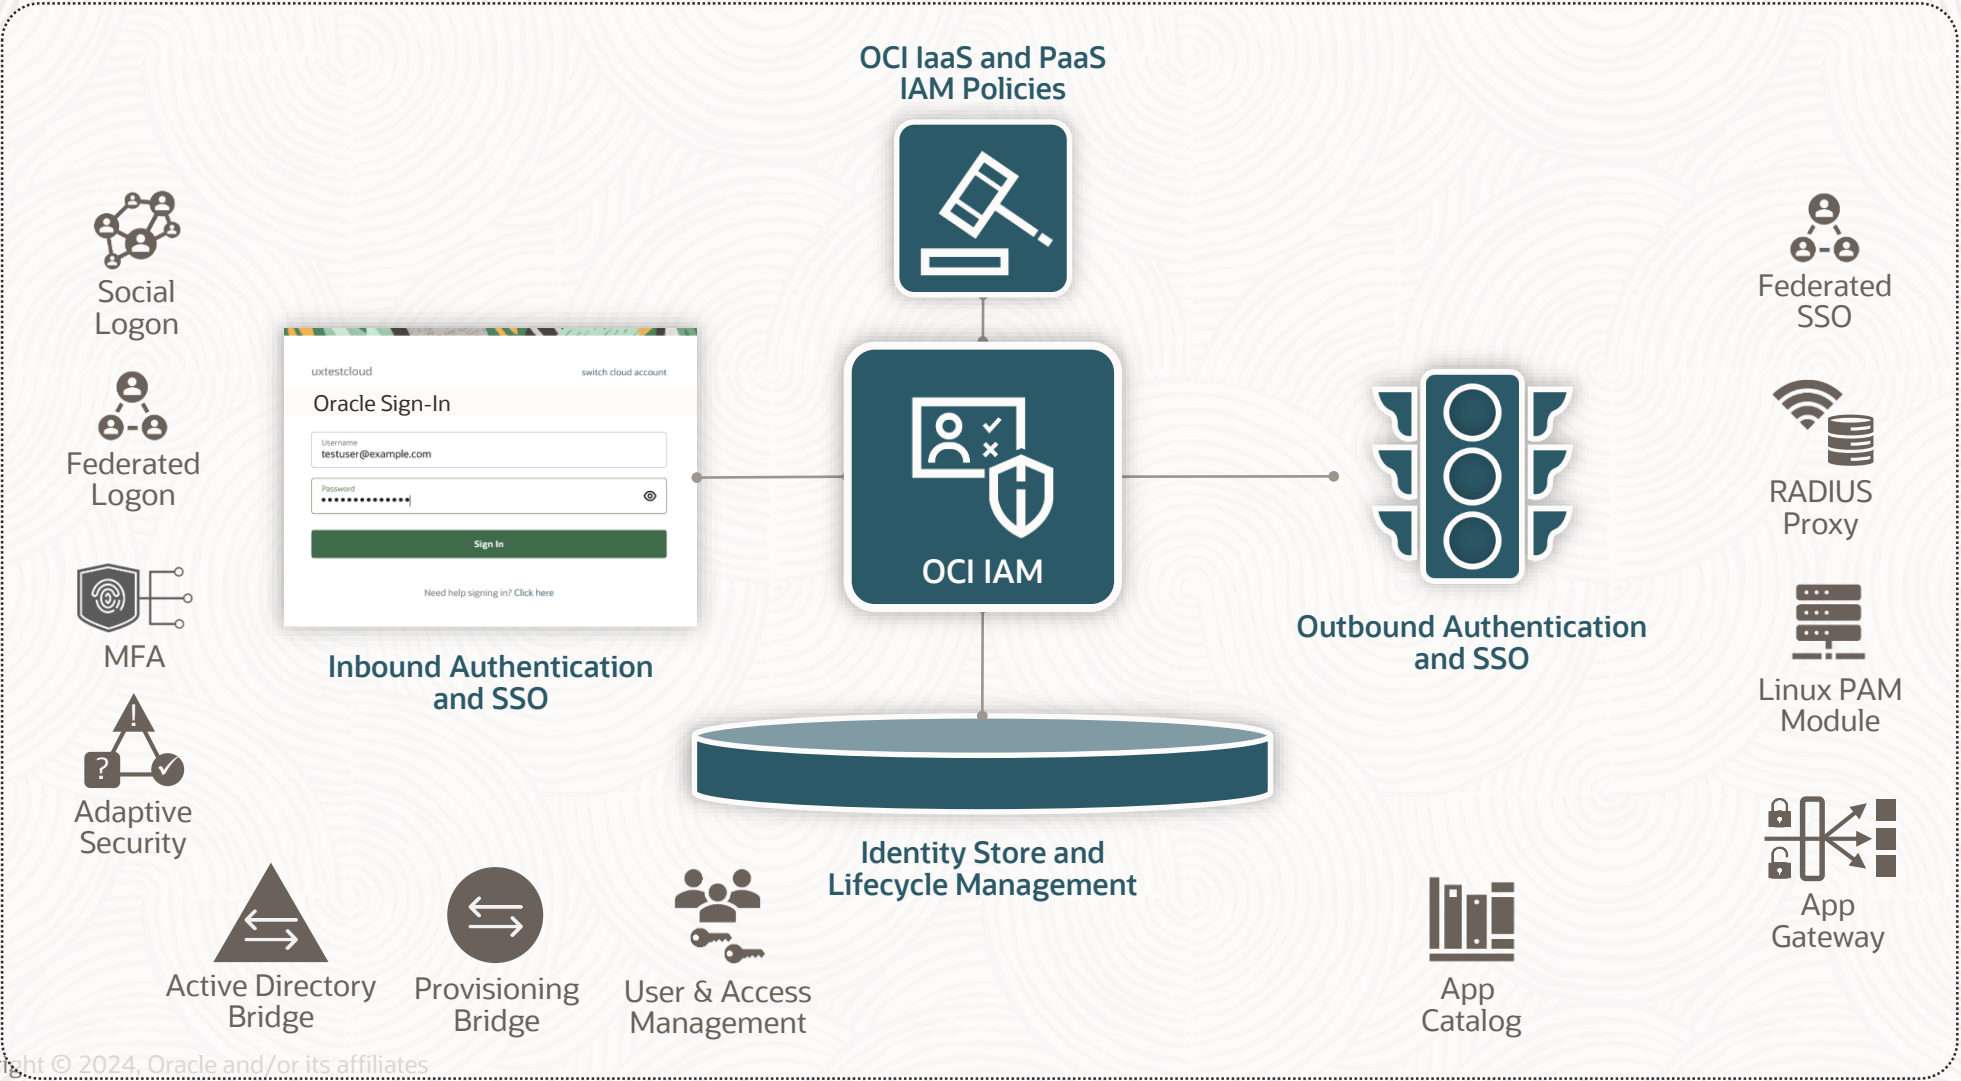 OCI IaaS and PaaS
IAM Policies
Social
Logon
Federated
Logon
MFA
Adaptive
Security
uxtestcloud
switch cloud account
Oracle Sign-In
Username
testuser@example.com
Password
Sign In
Need help signing in? Click here
Inbound Authentication
and SSO
OCI IAM
Outbound Authentication
and SSO
Federated
SSO
RADIUS
Proxy
Linux PAM
Module
App
Gateway
Identity Store and
Lifecycle Management
Active Directory
Bridge
Provisioning
Bridge
User & Access
Management
App
Catalog
ght © 2024, Oracle and/or its affiliates